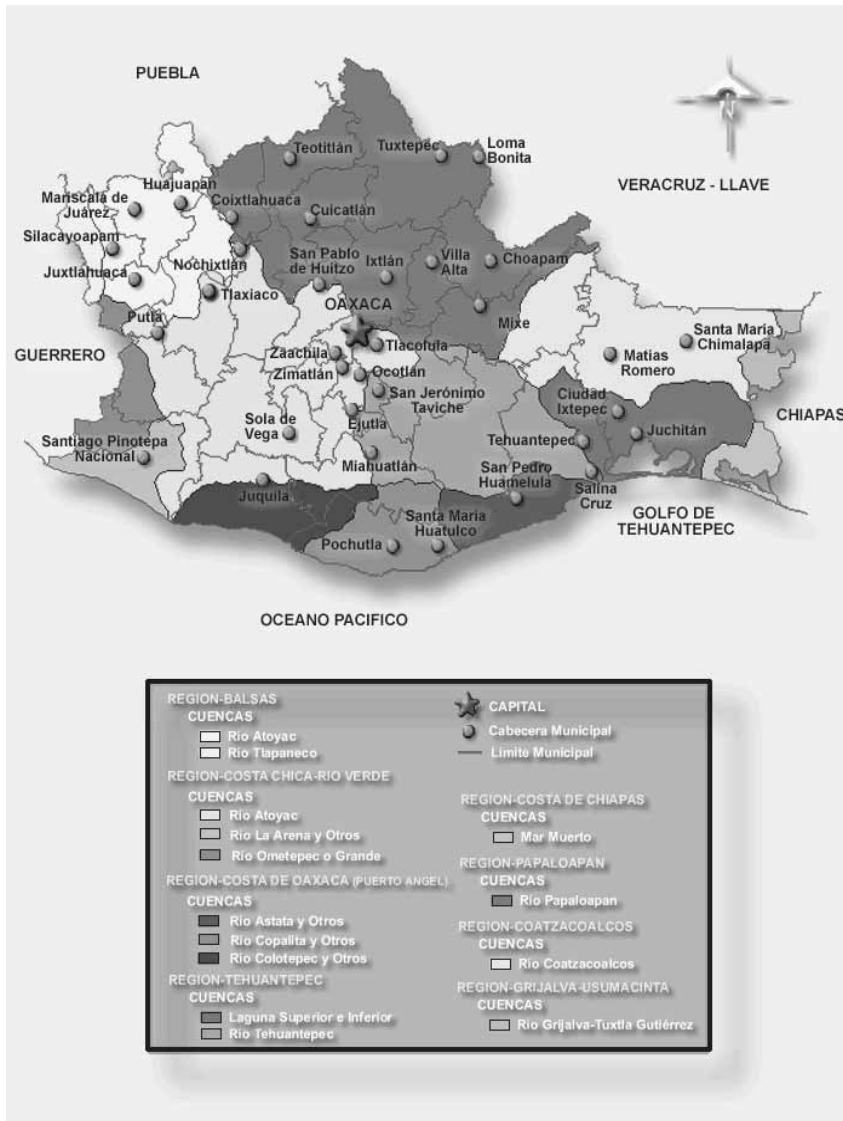 PUEBLA
N
Teotitlán
Tuxtepec
Loma
Bonita
VERACRUZ - LLAVE
Huajuapan
Mariscala de
Juárez
Coixtlahuaca
Cuicatlán
Silacayoapam
San Pablo
de Huitzo
Ixtlán
Villa
Alta
Choapam
Juxtlahuaca
Nochixtlán
Tlaxiaco
OAXACA
Putla
Mixe
Santa María
Chimalapa
GUERRERO
Zaachila
Tlacolula
Matías
Romero
Zimatlán
Ocotlán
San Jerónimo
Taviche
Ciudad
Ixtepec
CHIAPAS
Sola de
Vega
Ejutla
Tehuantepec
Juchitán
Santiago Pinotepa
Nacional
Miahuatlán
San Pedro
Huamelula
Salina
Cruz
Juquila
Santa María
Huatulco
GOLFO DE
TEHUANTEPEC
Pochutla
OCEANO PACIFICO
REGION-BALSAS
CUENCAS
Río Atoyac
Río Tlapaneco
REGION-COSTA CHICA-RIO VERDE
CUENCAS
Río Atoyac
Río La Arena y Otros
Río Ometepec o Grande
REGION-COSTA DE OAXACA (PUERTO ANGEL)
CUENCAS
Río Astata y Otros
Río Copalita y Otros
Río Colotepec y Otros
REGION-TEHUANTEPEC
CUENCAS
Laguna Superior e Inferior
Río Tehuantepec
CAPITAL
Cabecera Municipal
Límite Municipal
REGION-COSTA DE CHIAPAS
CUENCAS
Mar Muerto
REGION-PAPALOAPAN
CUENCAS
Río Papaloapan
REGION-COATZACOALCOS
CUENCAS
Río Coatzacoalcos
REGION-GRIJALVA-USUMACINTA
CUENCAS
Río Grijalva-Tuxtla Gutiérrez